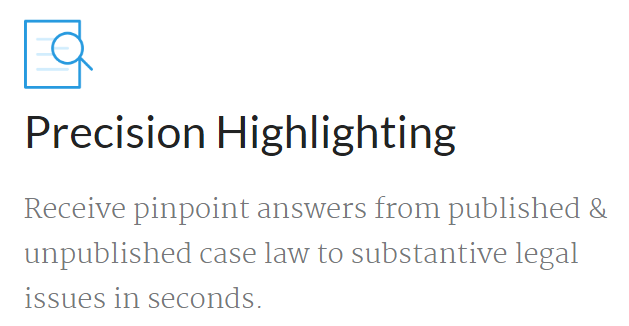 Precision Highlighting
Receive pinpoint answers from published &
unpublished case law to substantive legal
issues in seconds.